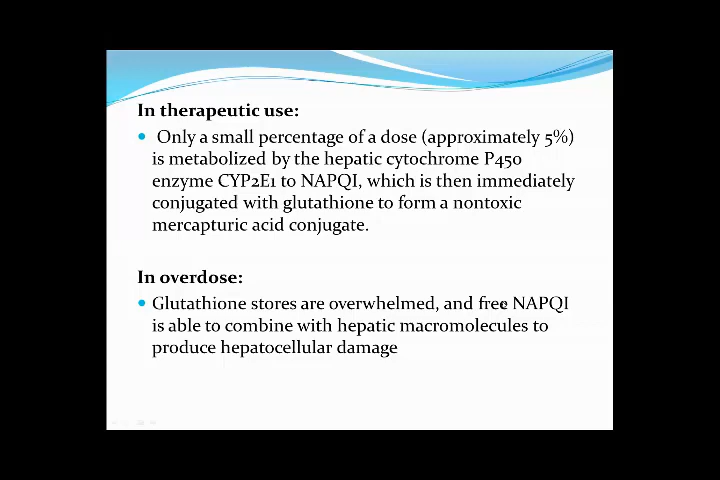 In therapeutic use:
• Only a small percentage of a dose (approximately 5%)
is metabolized by the hepatic cytochrome P450
enzyme CYP2E1 to NAPQI, which is then immediately
conjugated with glutathione to form a nontoxic
mercapturic acid conjugate.
In overdose:
• Glutathione stores are overwhelmed, and free NAPQI
is able to combine with hepatic macromolecules to
produce hepatocellular damage